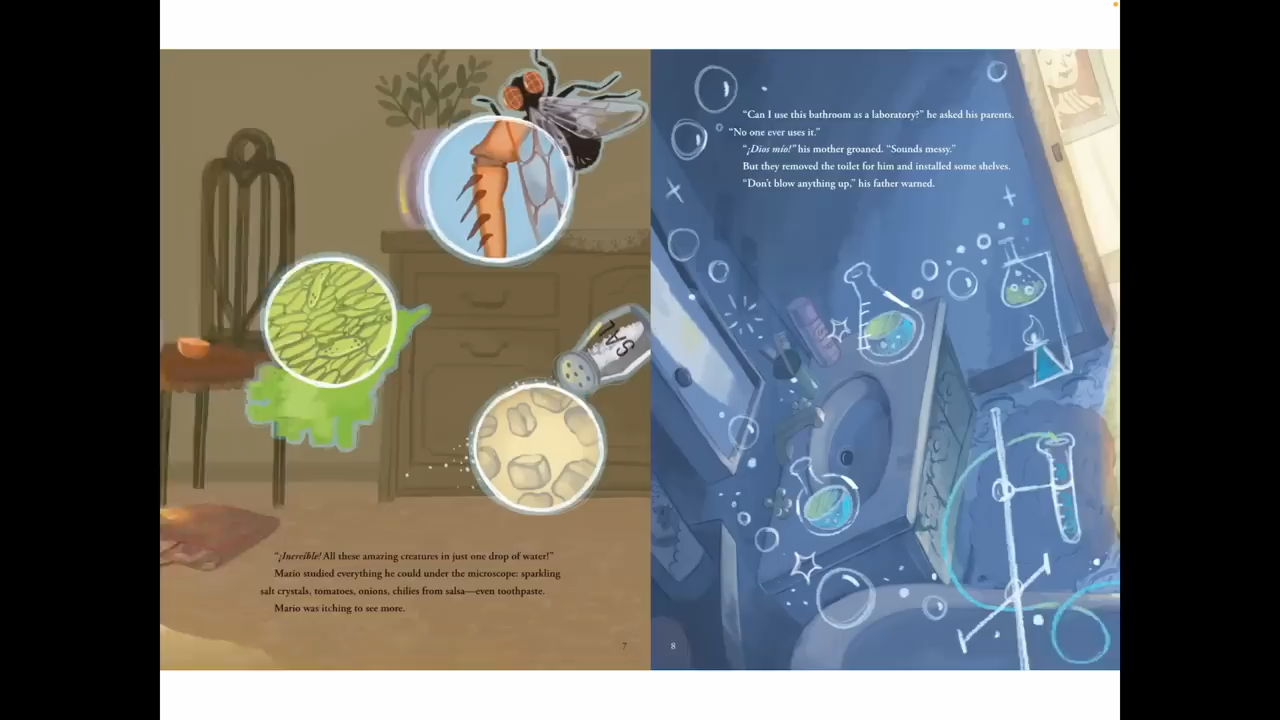 SAL
“¡Increíble! All these amazing creatures in just one drop of water!”
Mario studied everything he could under the microscope: sparkling
salt crystals, tomatoes, onions, chilies from salsa—even toothpaste.
Mario was itching to see more.
7
“Can I use this bathroom as a laboratory?” he asked his parents.
“No one ever uses it.”
“¡Dios mío!” his mother groaned. “Sounds messy.”
But they removed the toilet for him and installed some shelves.
“Don’t blow anything up,” his father warned.
8